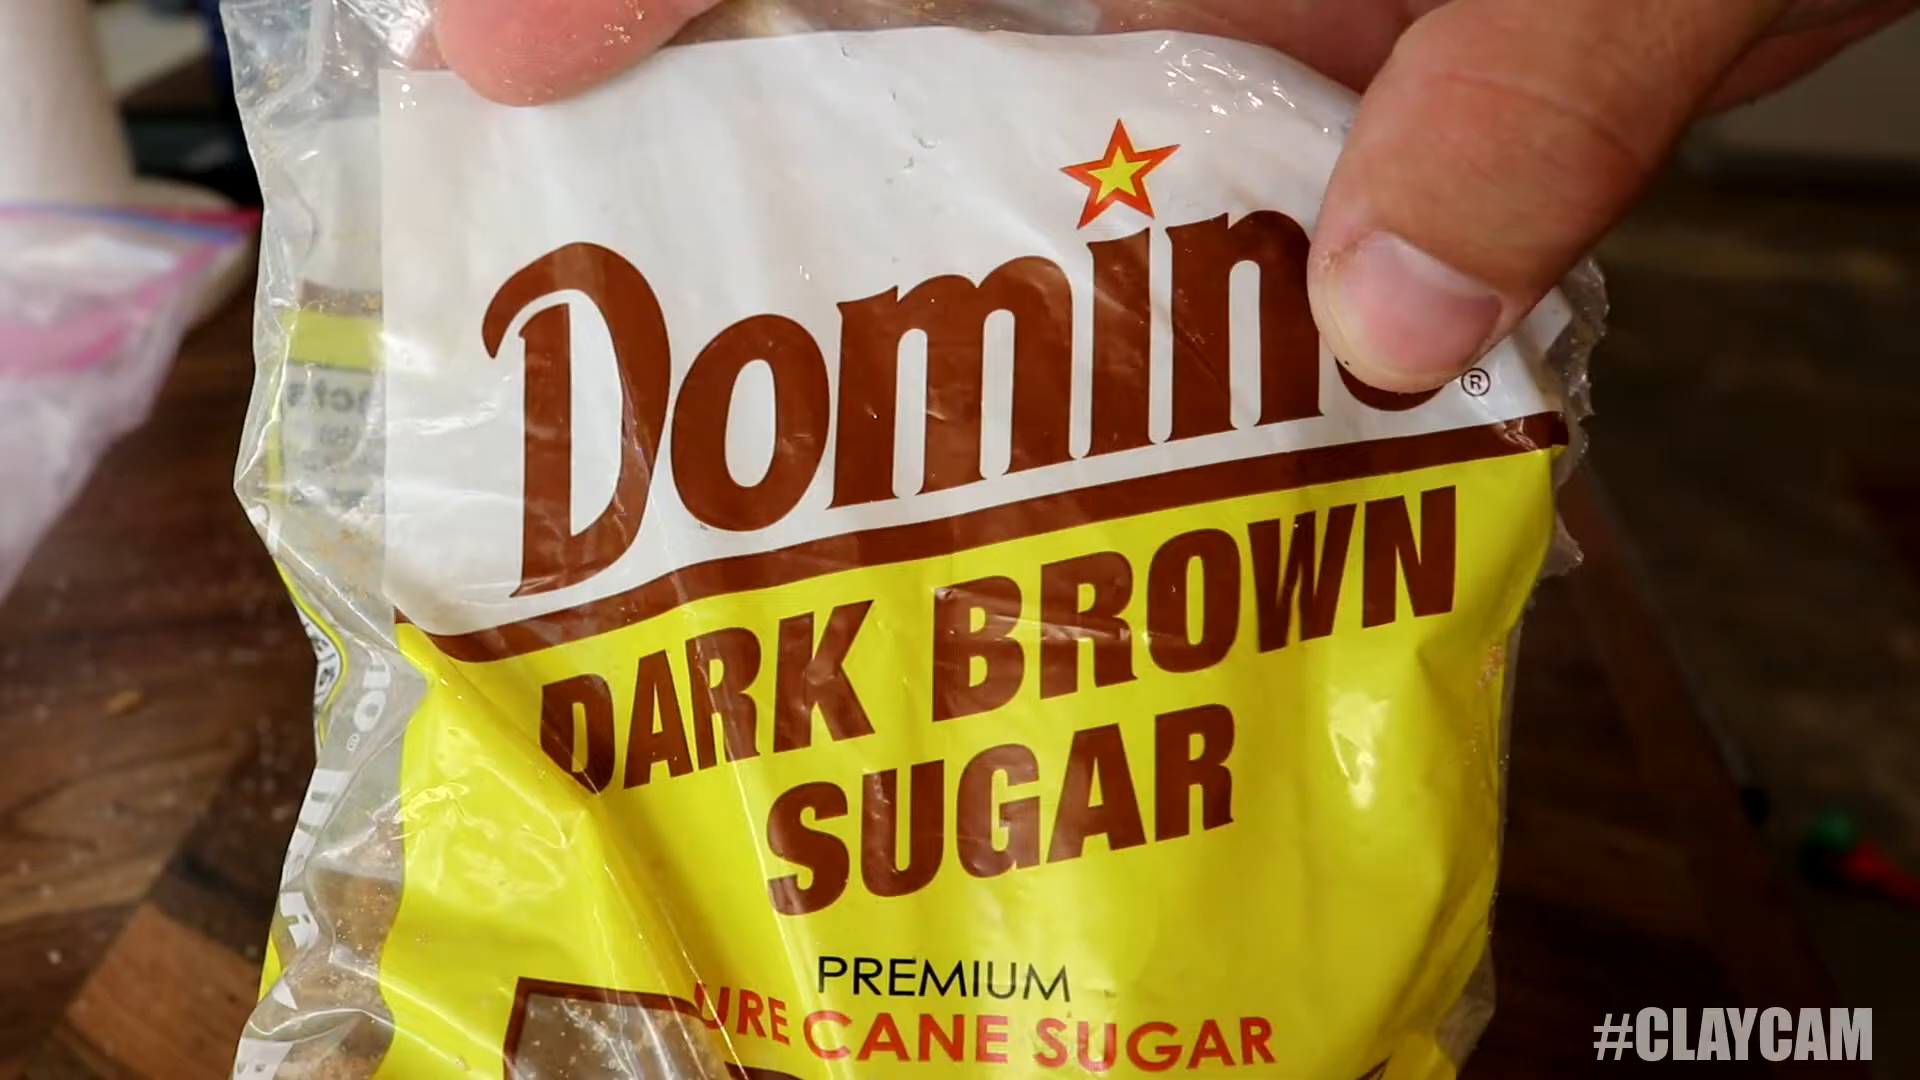 Domino®
DARK BROWN
SUGAR
PREMIUM
URE CANE SUGAR
#CLAYCAM